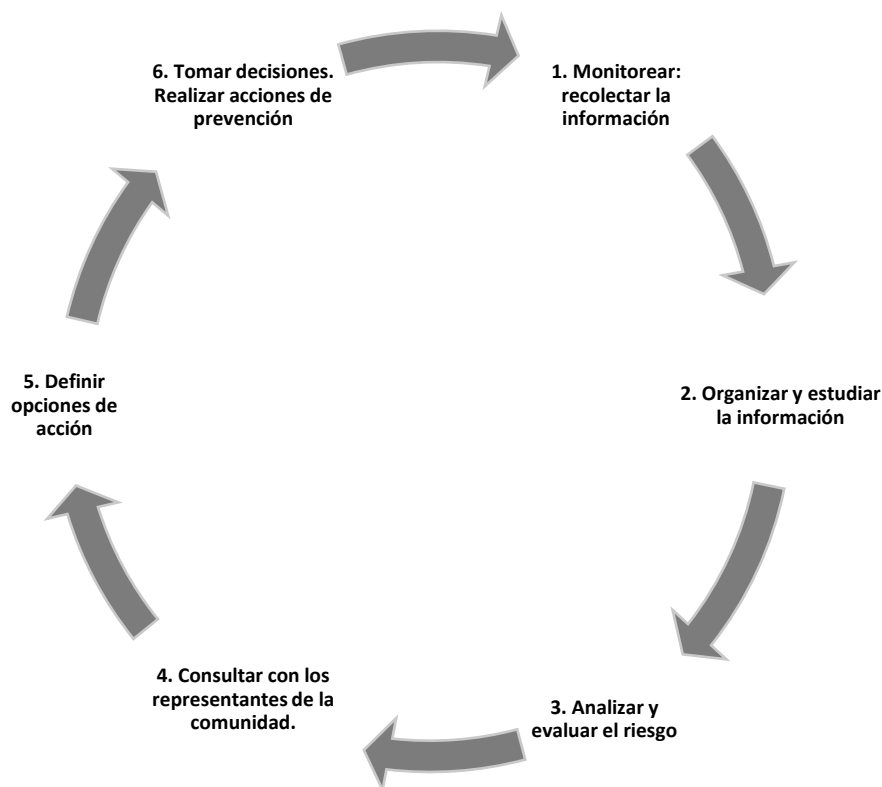 1. Monitorear:
recolectar la
información
2. Organizar y estudiar
la información
3. Analizar y
evaluar el riesgo
4. Consultar con los
representantes de la
comunidad.
5. Definir
opciones de
acción
6. Tomar decisiones.
Realizar acciones de
prevención